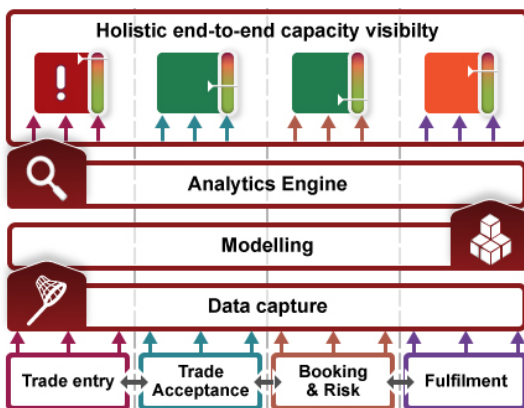 Holistic end-to-end capacity visibilty
!
Analytics Engine
Modelling
Data capture
Trade entry
Trade
Acceptance
Booking
& Risk
Fulfilment